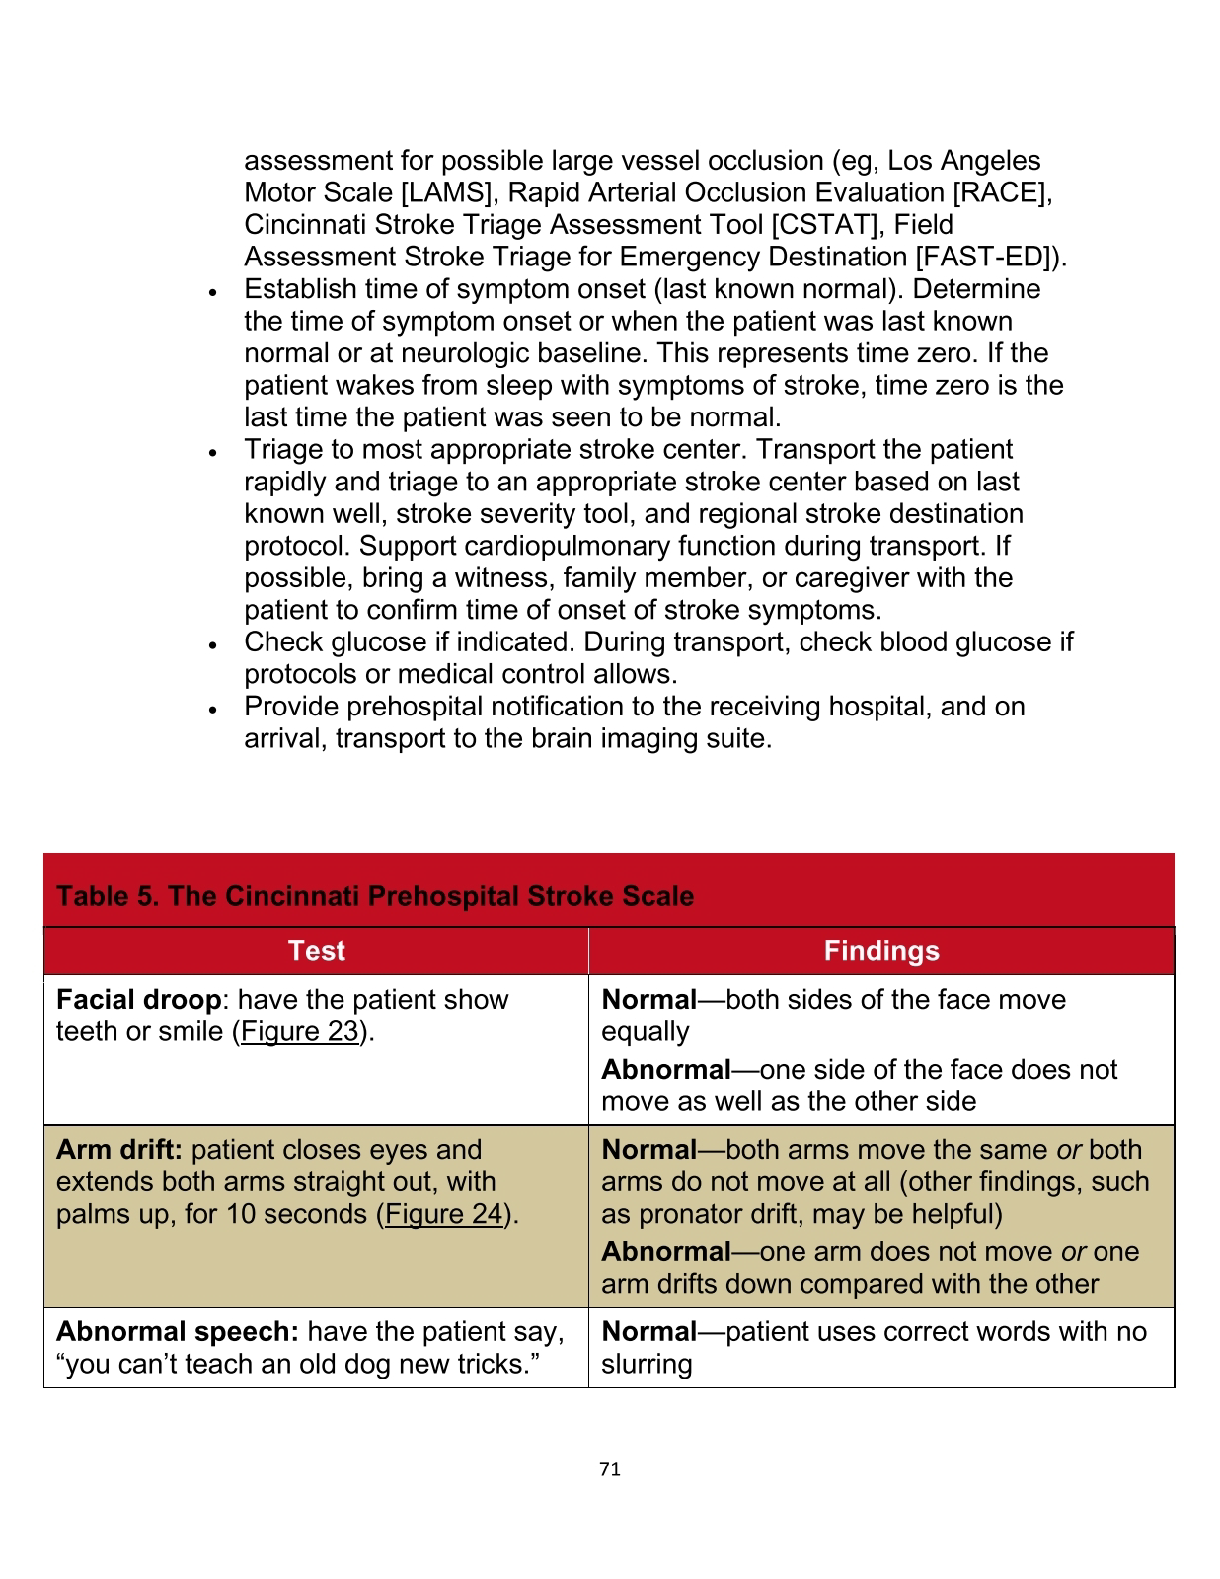 assessment for possible large vessel occlusion (eg, Los Angeles
Motor Scale [LAMS], Rapid Arterial Occlusion Evaluation [RACE],
Cincinnati Stroke Triage Assessment Tool [CSTAT], Field
Assessment Stroke Triage for Emergency Destination [FAST-ED]).
• Establish time of symptom onset (last known normal). Determine
the time of symptom onset or when the patient was last known
normal or at neurologic baseline. This represents time zero. If the
patient wakes from sleep with symptoms of stroke, time zero is the
last time the patient was seen to be normal.
• Triage to most appropriate stroke center. Transport the patient
rapidly and triage to an appropriate stroke center based on last
known well, stroke severity tool, and regional stroke destination
protocol. Support cardiopulmonary function during transport. If
possible, bring a witness, family member, or caregiver with the
patient to confirm time of onset of stroke symptoms.
• Check glucose if indicated. During transport, check blood glucose if
protocols or medical control allows.
• Provide prehospital notification to the receiving hospital, and on
arrival, transport to the brain imaging suite.
Table 5. The Cincinnati Prehospital Stroke Scale
Test
Findings
Facial droop: have the patient show
teeth or smile (Figure 23).
Normal—both sides of the face move
equally
Abnormal—one side of the face does not
move as well as the other side
Arm drift: patient closes eyes and
extends both arms straight out, with
palms up, for 10 seconds (Figure 24).
Normal—both arms move the same or both
arms do not move at all (other findings, such
as pronator drift, may be helpful)
Abnormal—one arm does not move or one
arm drifts down compared with the other
Abnormal speech: have the patient say,
“you can’t teach an old dog new tricks.”
Normal—patient uses correct words with no
slurring
71